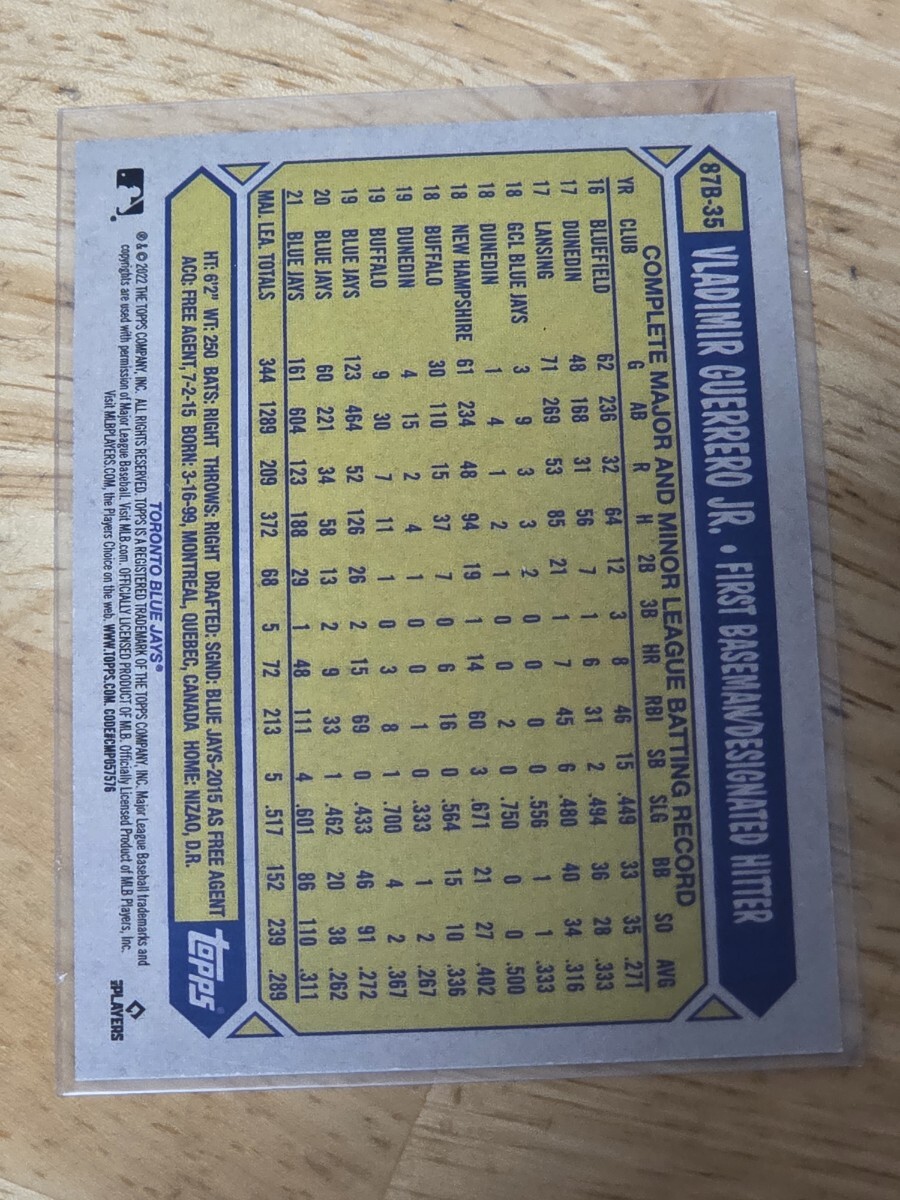 87B-35 VLADIMIR GUERRERO JR. • FIRST BASEMAN/DESIGNATED HITTER
COMPLETE MAJOR AND MINOR LEAGUE BATTING RECORD
YR CLUB G AB R H 2B 3B HR RBI SB SLG BB SO AVG
16 BLUEFIELD 62 236 32 64 12 3 8 46 15 .449 33 35 .271
17 DUNEDIN 48 168 31 56 7 1 6 31 2 .494 36 28 .333
17 LANSING 71 269 53 85 21 1 7 45 6 .480 40 34 .316
18 GCL BLUE JAYS 3 9 3 3 2 0 0 0 0 .556 1 1 .333
18 DUNEDIN 1 4 1 2 1 0 0 2 0 .750 0 0 .500
18 NEW HAMPSHIRE 61 234 48 94 19 1 14 60 3 .671 21 27 .402
18 BUFFALO 30 110 15 37 7 0 6 16 0 .564 15 10 .336
19 DUNEDIN 4 15 2 4 1 0 0 1 0 .333 1 2 .267
19 BUFFALO 9 30 7 11 1 0 3 8 1 .700 4 2 .367
19 BLUE JAYS 123 464 52 126 26 2 15 69 0 .433 46 91 .272
20 BLUE JAYS 60 221 34 58 13 2 9 33 1 .462 20 38 .262
21 BLUE JAYS 161 604 123 188 29 1 48 111 4 .601 86 110 .311
MAJ. LEA. TOTALS 344 1289 209 372 68 5 72 213 5 .517 152 239 .289
HT: 6'2" WT: 250 BATS: RIGHT THROWS: RIGHT DRAFTED: SGND: BLUE JAYS-2015 AS FREE AGENT
ACQ: FREE AGENT, 7-2-15 BORN: 3-16-99, MONTREAL, QUEBEC, CANADA HOME: NIZAO, D.R.
topps®
TORONTO BLUE JAYS®
® & © 2022 THE TOPPS COMPANY, INC. ALL RIGHTS RESERVED. TOPPS IS A REGISTERED TRADEMARK OF THE TOPPS COMPANY, INC. Major League Baseball trademarks and
copyrights are used with permission of Major League Baseball. Visit MLB.com. OFFICIALLY LICENSED PRODUCT OF MLB. Officially Licensed Product of MLB Players, Inc.
Visit MLBPLAYERS.COM, the Players Choice on the web. WWW.TOPPS.COM. CODE#CMP057576
PLAYERS